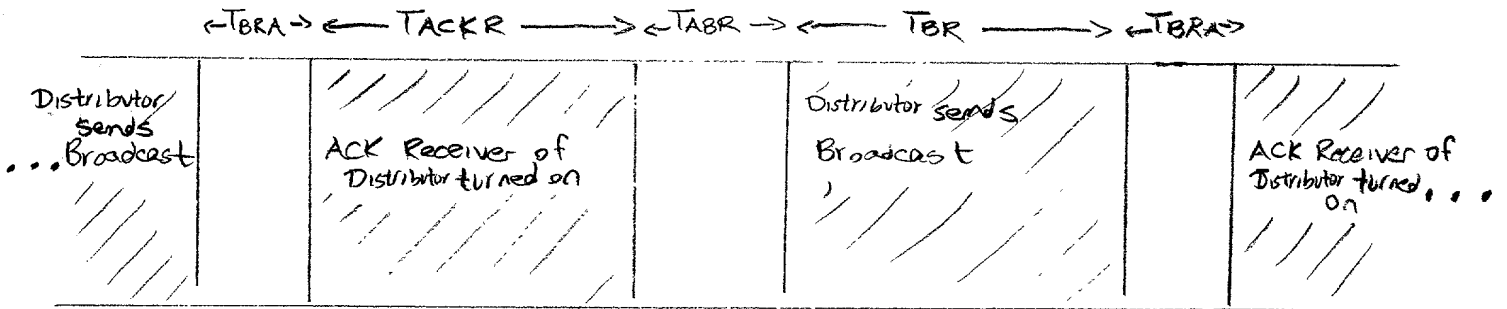 TBRA TACKR TABR TBR TBRA
Distributor
sends
...Broadcast
ACK Receiver of
Distributor turned on
Distributor sends
Broadcast
ACK Receiver of
Distributor turned...
on